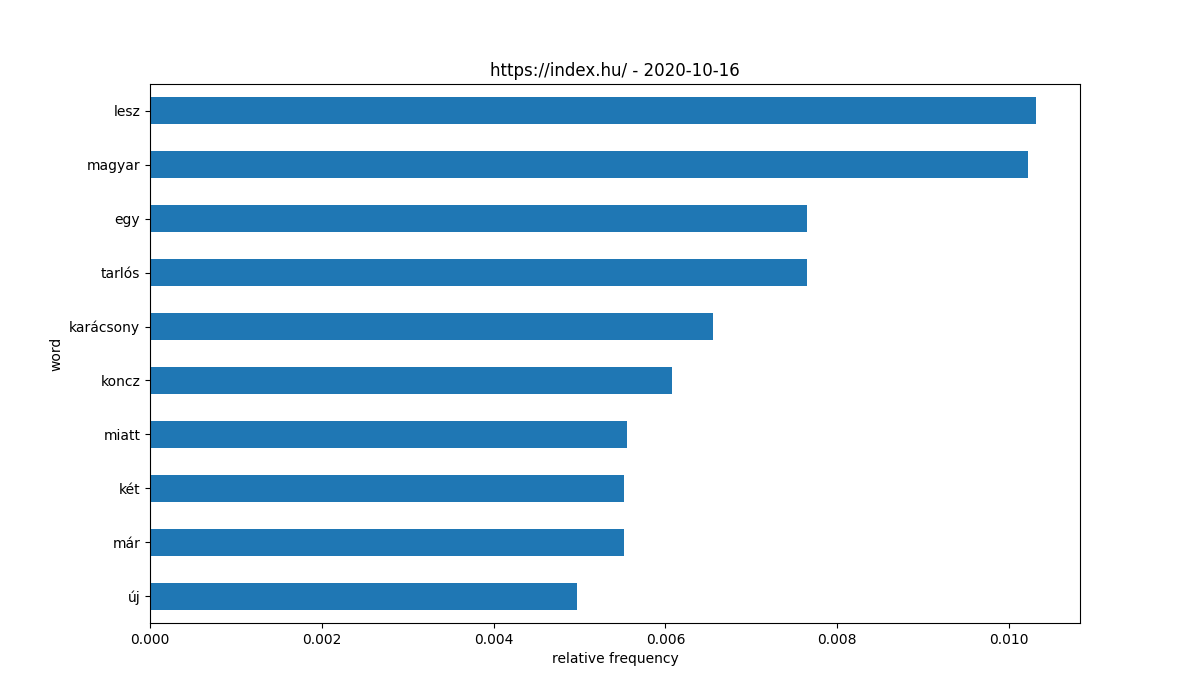 https://index.hu/ - 2020-10-16
lesz
magyar
egy
tarlós
karácsony
koncz
miatt
két
már
új
word
0.000 0.002 0.004 0.006 0.008 0.010
relative frequency